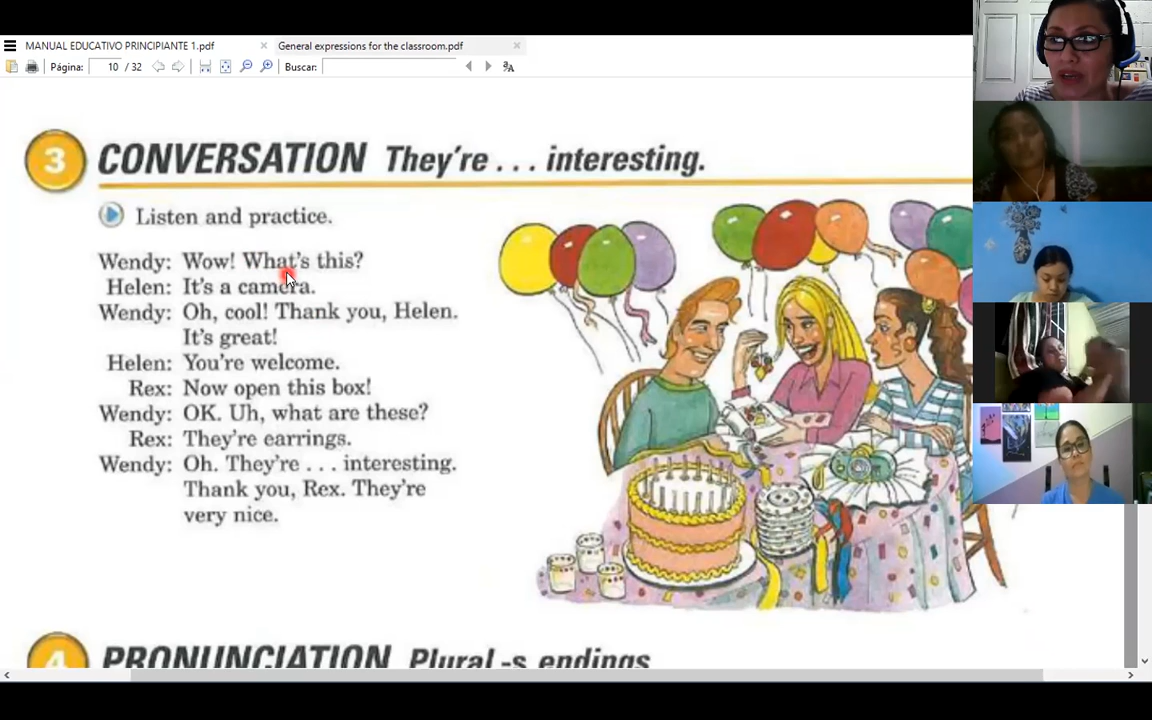 MANUAL EDUCATIVO PRINCIPIANTE 1.pdf × General expressions for the classroom.pdf ×
Página: 10 / 32 Buscar:
3 CONVERSATION They're . . . interesting.
Listen and practice.
Wendy: Wow! What's this?
Helen: It's a camera.
Wendy: Oh, cool! Thank you, Helen.
It's great!
Helen: You're welcome.
Rex: Now open this box!
Wendy: OK. Uh, what are these?
Rex: They're earrings.
Wendy: Oh. They're . . . interesting.
Thank you, Rex. They're
very nice.
4 PRONUNCIATION Plural -s endings